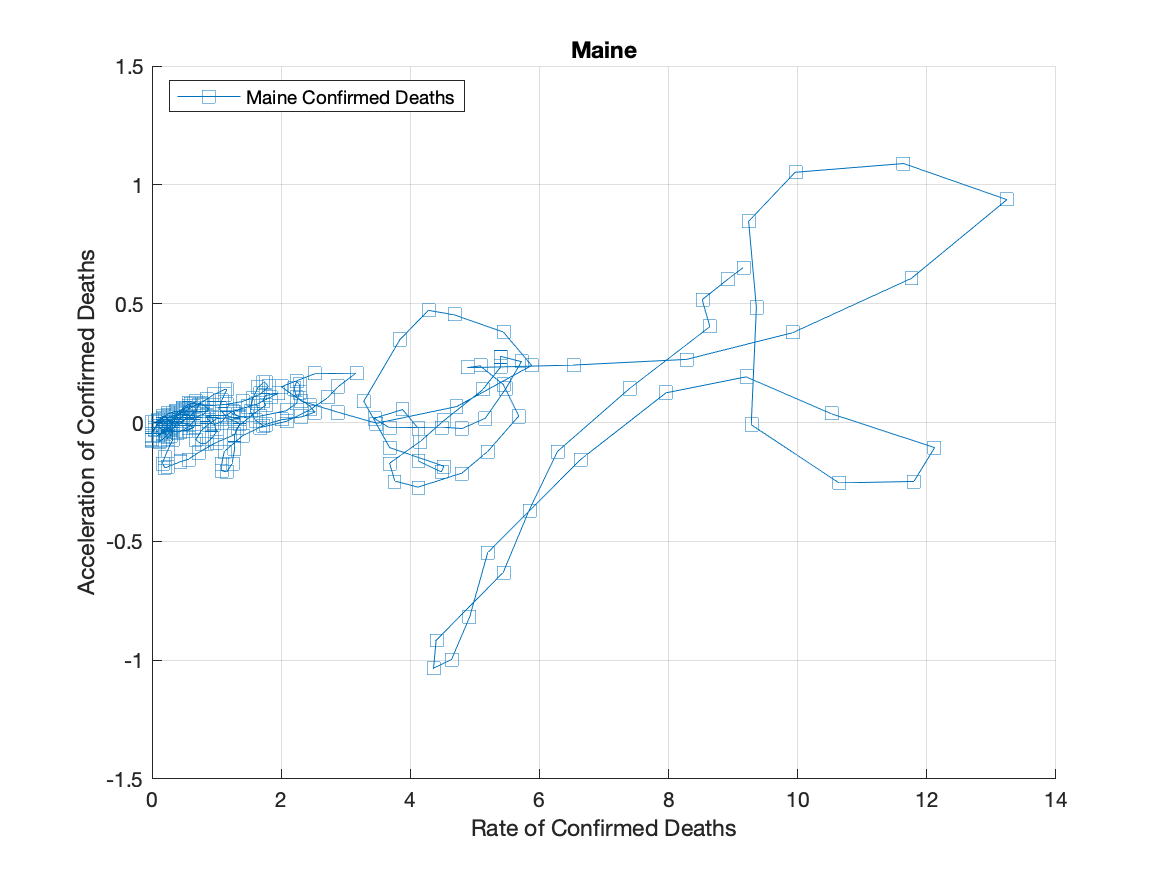 Maine
1.5
Maine Confirmed Deaths
1
0.5
0
-0.5
-1
-1.5
Acceleration of Confirmed Deaths
0 2 4 6 8 10 12 14
Rate of Confirmed Deaths